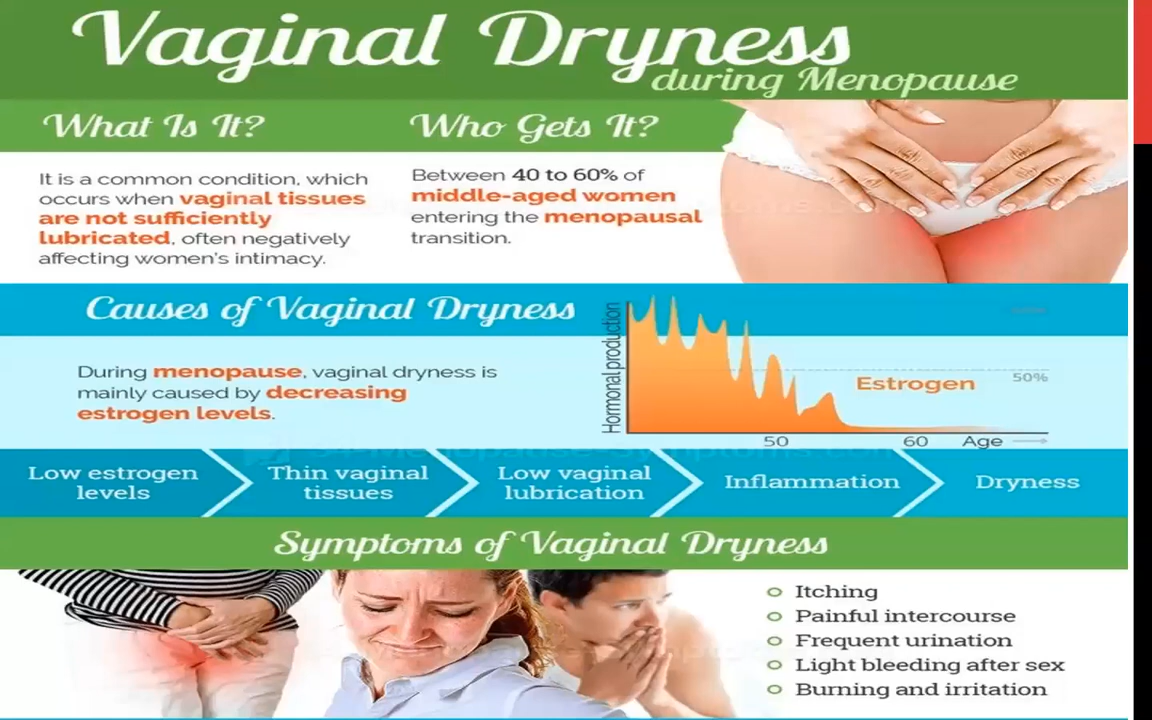 Vaginal Dryness
during Menopause
What Is It?
It is a common condition, which
occurs when vaginal tissues
are not sufficiently
lubricated, often negatively
affecting women's intimacy.
Who Gets It?
Between 40 to 60% of
middle-aged women
entering the menopausal
transition.
Causes of Vaginal Dryness
During menopause, vaginal dryness is
mainly caused by decreasing
estrogen levels.
Hormonal production
Estrogen
50%
50
60
Age
Low estrogen
levels
Thin vaginal
tissues
Low vaginal
lubrication
Inflammation
Dryness
Symptoms of Vaginal Dryness
Itching
Painful intercourse
Frequent urination
Light bleeding after sex
Burning and irritation